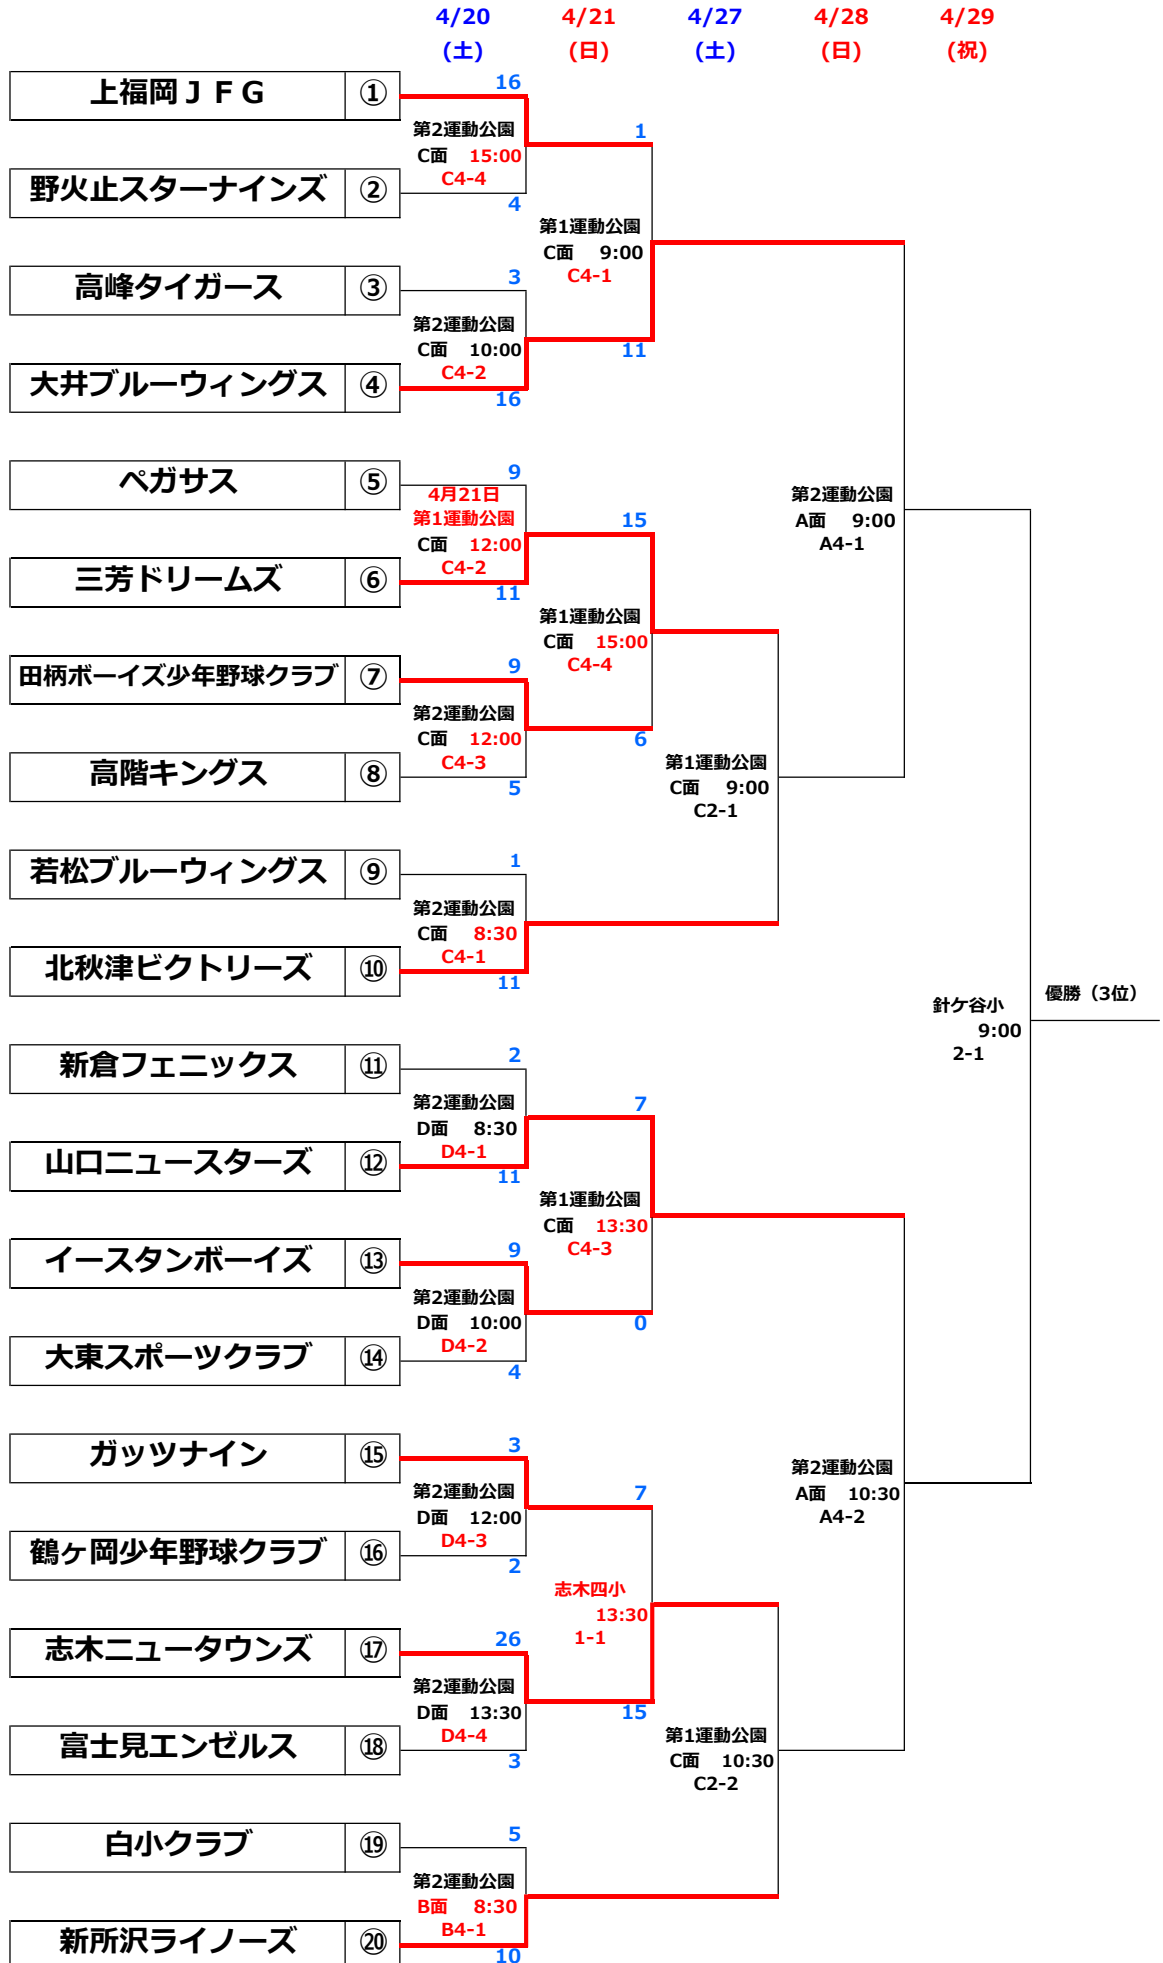 4/20 4/21 4/27 4/28 4/29
(土) (日) (土) (日) (祝)
上福岡ＪＦＧ ① 16
第2運動公園 1
C面 15:00
C4-4
野火止スターナインズ ② 4
第1運動公園
C面 9:00
C4-1
高峰タイガース ③ 3
第2運動公園
C面 10:00 11
C4-2
大井ブルーウィングス ④ 16
ペガサス ⑤ 9
4月21日
第1運動公園 15
C面 12:00
C4-2
三芳ドリームズ ⑥ 11
第2運動公園
A面 9:00
A4-1
第1運動公園
C面 15:00
C4-4
田柄ボーイズ少年野球クラブ ⑦ 9
第2運動公園
C面 12:00 6
C4-3
高階キングス ⑧ 5
第1運動公園
C面 9:00
C2-1
若松ブルーウィングス ⑨ 1
第2運動公園
C面 8:30
C4-1
北秋津ビクトリーズ ⑩ 11
針ケ谷小 優勝（3位）
9:00
2-1
新倉フェニックス ⑪ 2
第2運動公園 7
D面 8:30
D4-1
山口ニュースターズ ⑫ 11
第1運動公園
C面 13:30
C4-3
イースタンボーイズ ⑬ 9
第2運動公園
D面 10:00 0
D4-2
大東スポーツクラブ ⑭ 4
ガッツナイン ⑮ 3
第2運動公園 7
D面 12:00
D4-3
鶴ヶ岡少年野球クラブ ⑯ 2
第2運動公園
A面 10:30
A4-2
志木四小
13:30
1-1
志木ニュータウンズ ⑰ 26
第2運動公園
D面 13:30 15
D4-4
富士見エンゼルス ⑱ 3
第1運動公園
C面 10:30
C2-2
白小クラブ ⑲ 5
第2運動公園
B面 8:30
B4-1
新所沢ライノーズ ⑳ 10